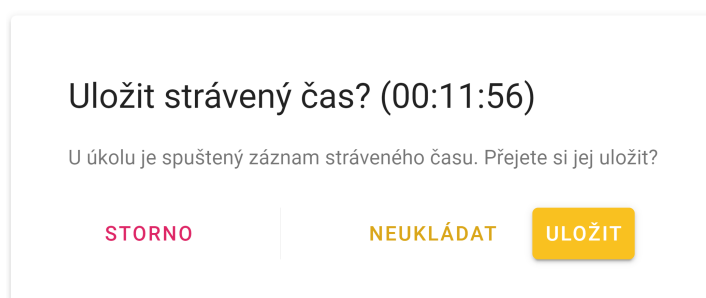 Uložit strávený čas? (00:11:56)
U úkolu je spuštený záznam stráveného času. Přejete si jej uložit?
STORNO NEUKLÁDAT ULOŽIT